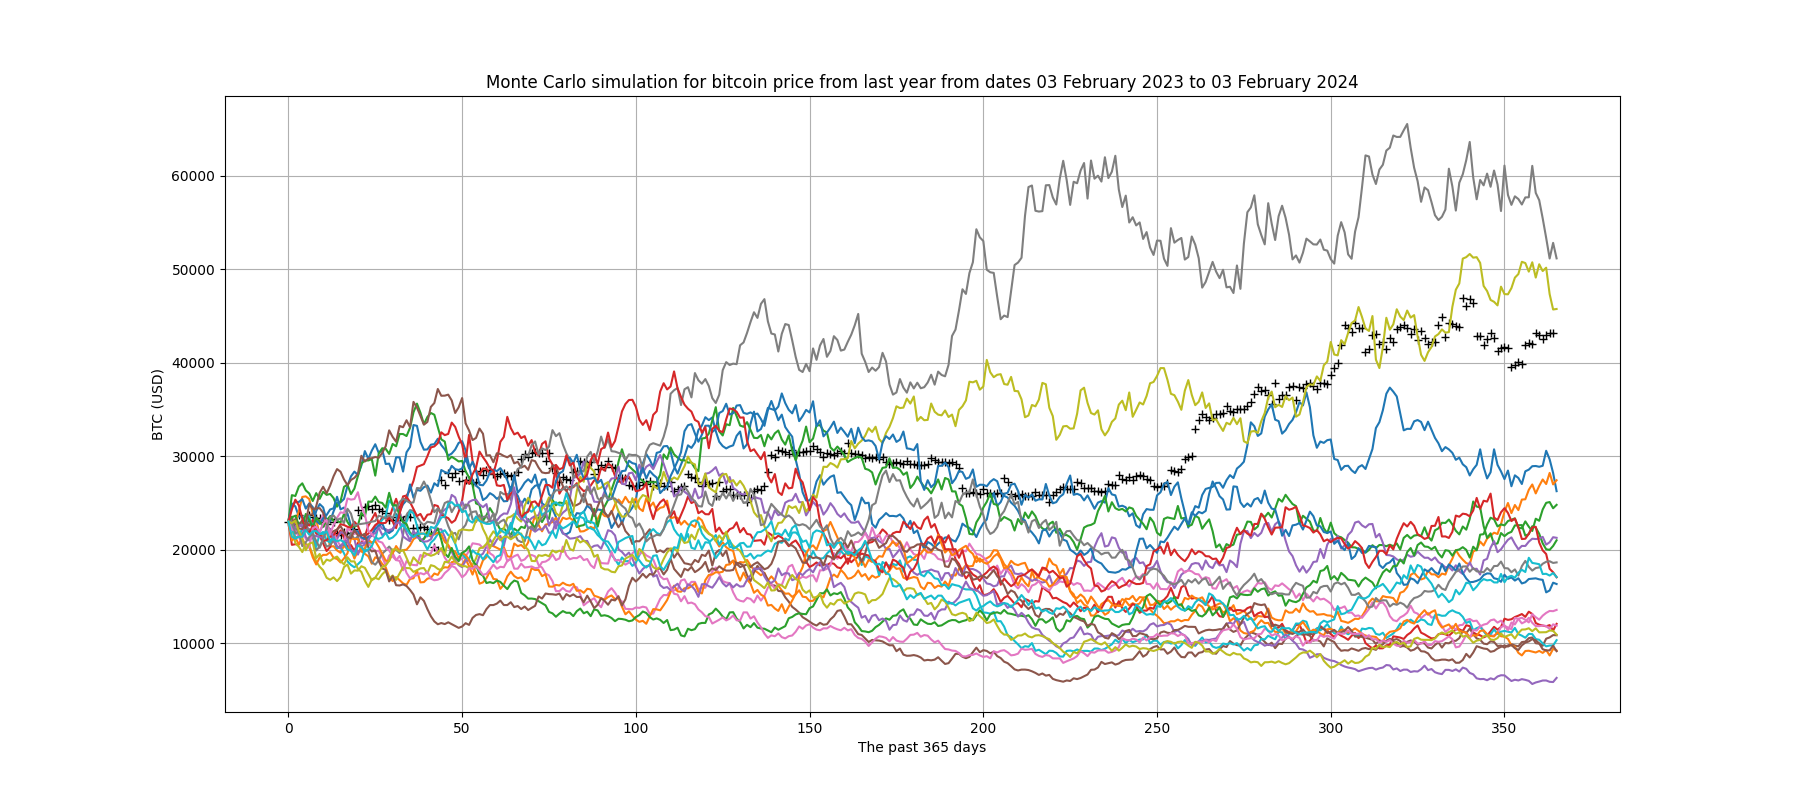 Monte Carlo simulation for bitcoin price from last year from dates 03 February 2023 to 03 February 2024
BTC (USD)
60000
50000
40000
30000
20000
10000
0 50 100 150 200 250 300 350
The past 365 days